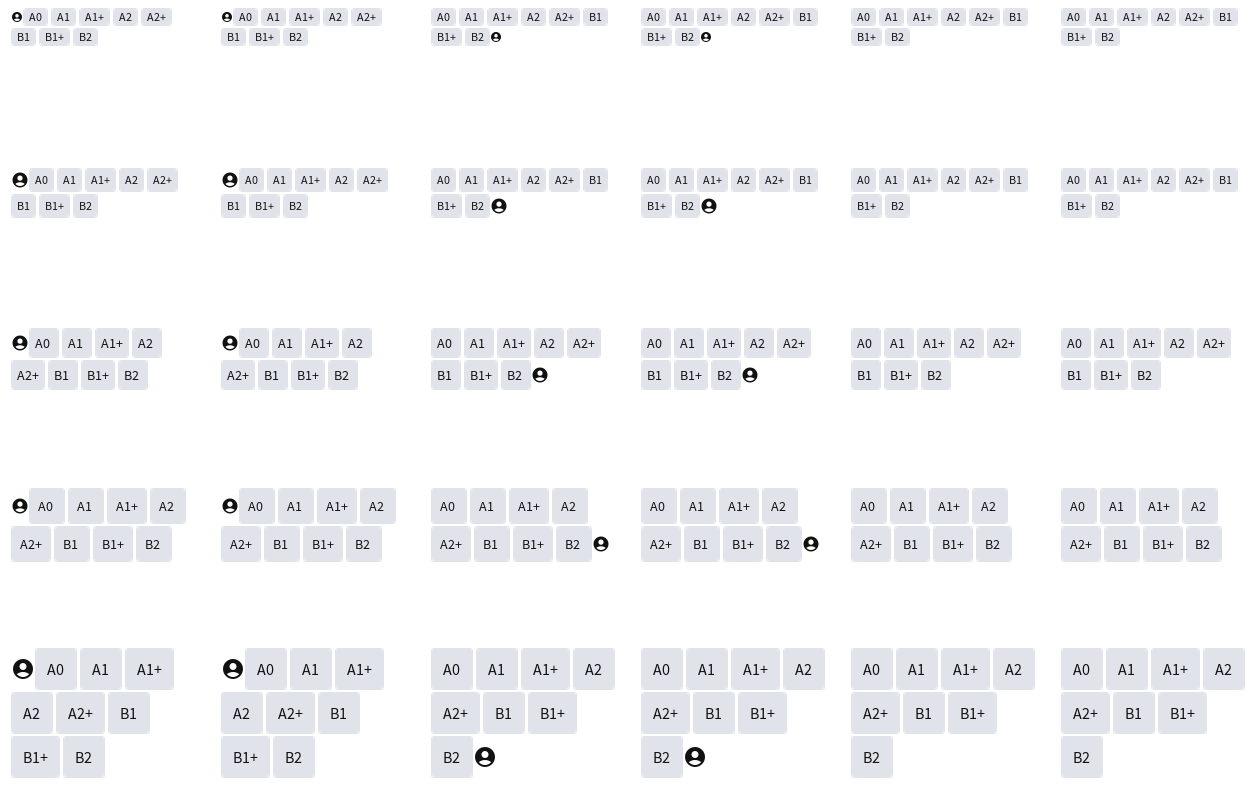 A0 A1 A1+ A2 A2+ A0 A1 A1+ A2 A2+ A0 A1 A1+ A2 A2+ B1 A0 A1 A1+ A2 A2+ B1 A0 A1 A1+ A2 A2+ B1 A0 A1 A1+ A2 A2+ B1
B1 B1+ B2 B1 B1+ B2 B1+ B2 B1+ B2 B1+ B2 B1+ B2
A0 A1 A1+ A2 A2+ A0 A1 A1+ A2 A2+ A0 A1 A1+ A2 A2+ B1 A0 A1 A1+ A2 A2+ B1 A0 A1 A1+ A2 A2+ B1 A0 A1 A1+ A2 A2+ B1
B1 B1+ B2 B1 B1+ B2 B1+ B2 B1+ B2 B1+ B2 B1+ B2
A0 A1 A1+ A2 A0 A1 A1+ A2 A0 A1 A1+ A2 A2+ A0 A1 A1+ A2 A2+ A0 A1 A1+ A2 A2+ A0 A1 A1+ A2 A2+
A2+ B1 B1+ B2 A2+ B1 B1+ B2 B1 B1+ B2 B1 B1+ B2 B1 B1+ B2 B1 B1+ B2
A0 A1 A1+ A2 A0 A1 A1+ A2 A0 A1 A1+ A2 A0 A1 A1+ A2 A0 A1 A1+ A2 A0 A1 A1+ A2
A2+ B1 B1+ B2 A2+ B1 B1+ B2 A2+ B1 B1+ B2 A2+ B1 B1+ B2 A2+ B1 B1+ B2 A2+ B1 B1+ B2
A0 A1 A1+ A0 A1 A1+ A0 A1 A1+ A2 A0 A1 A1+ A2 A0 A1 A1+ A2 A0 A1 A1+ A2
A2 A2+ B1 A2 A2+ B1 A2+ B1 B1+ A2+ B1 B1+ A2+ B1 B1+ A2+ B1 B1+
B1+ B2 B1+ B2 B2 B2 B2 B2